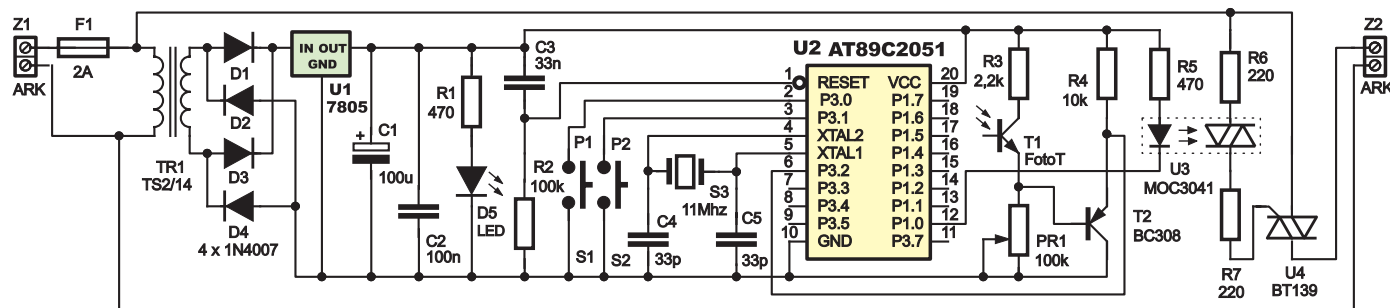 Z1
F1
2A
ARK
TR1
TS2/14
D1
D2
D3
D4
4 x 1N4007
IN OUT
GND
U1
7805
+
C1
100u
C2
100n
R1
470
D5
LED
C3
33n
R2
100k
P1
P2
S1
S2
S3
11Mhz
C4
33p
C5
33p
U2 AT89C2051
1 RESET VCC 20
2 P3.0 P1.7 19
3 P3.1 P1.6 18
4 XTAL2 P1.5 17
5 XTAL1 P1.4 16
6 P3.2 P1.3 15
7 P3.3 P1.2 14
8 P3.4 P1.1 13
9 P3.5 P1.0 12
10 GND P3.7 11
R3
2,2k
T1
FotoT
PR1
100k
R4
10k
T2
BC308
R5
470
U3
MOC3041
R6
220
R7
220
U4
BT139
Z2
ARK